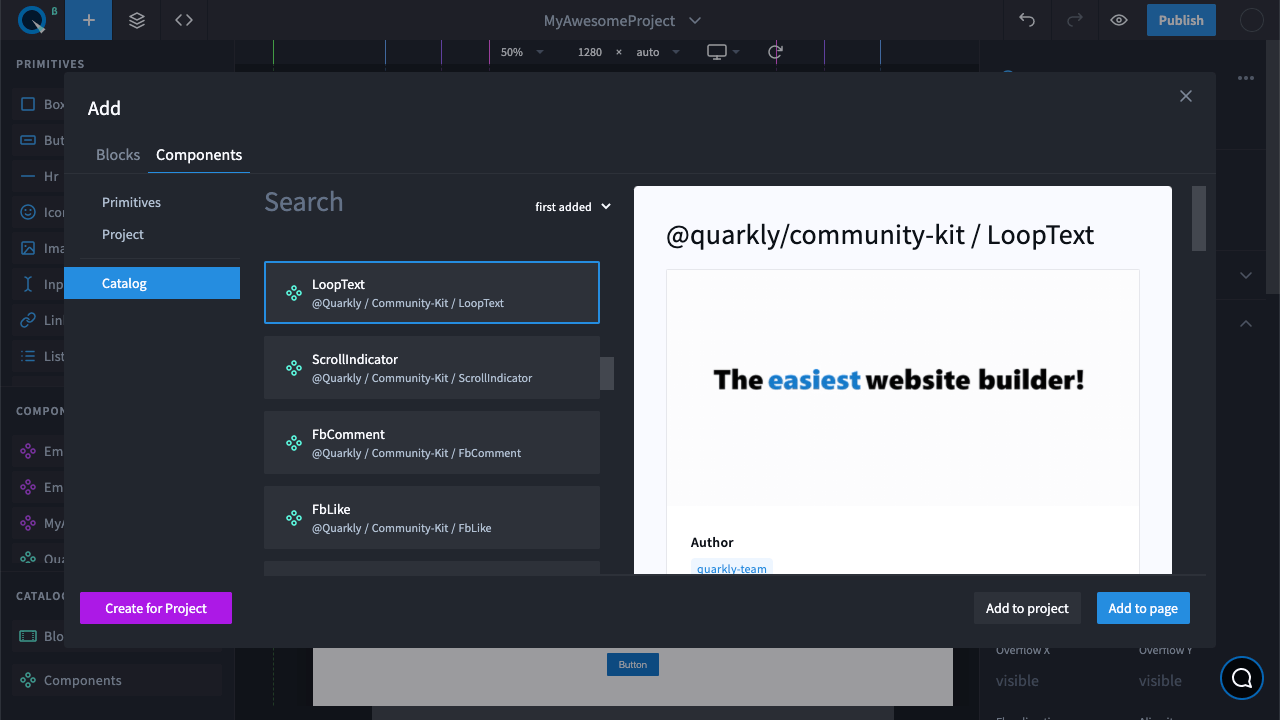 β
MyAwesomeProject
Publish
PRIMITIVES
50%
1280 × auto
Box
But
Hr
Icon
Ima
Inp
Lin
List
COMPON
Em
Em
MyA
Qua
CATALO
Blo
Components
Add
Blocks
Components
Primitives
Project
Catalog
Search
first added
LoopText
@Quarkly / Community-Kit / LoopText
ScrollIndicator
@Quarkly / Community-Kit / ScrollIndicator
FbComment
@Quarkly / Community-Kit / FbComment
FbLike
@Quarkly / Community-Kit / FbLike
@quarkly/community-kit / LoopText
The easiest website builder!
Author
quarkly-team
Create for Project
Add to project
Add to page
Button
Overflow X
Overflow Y
visible
visible